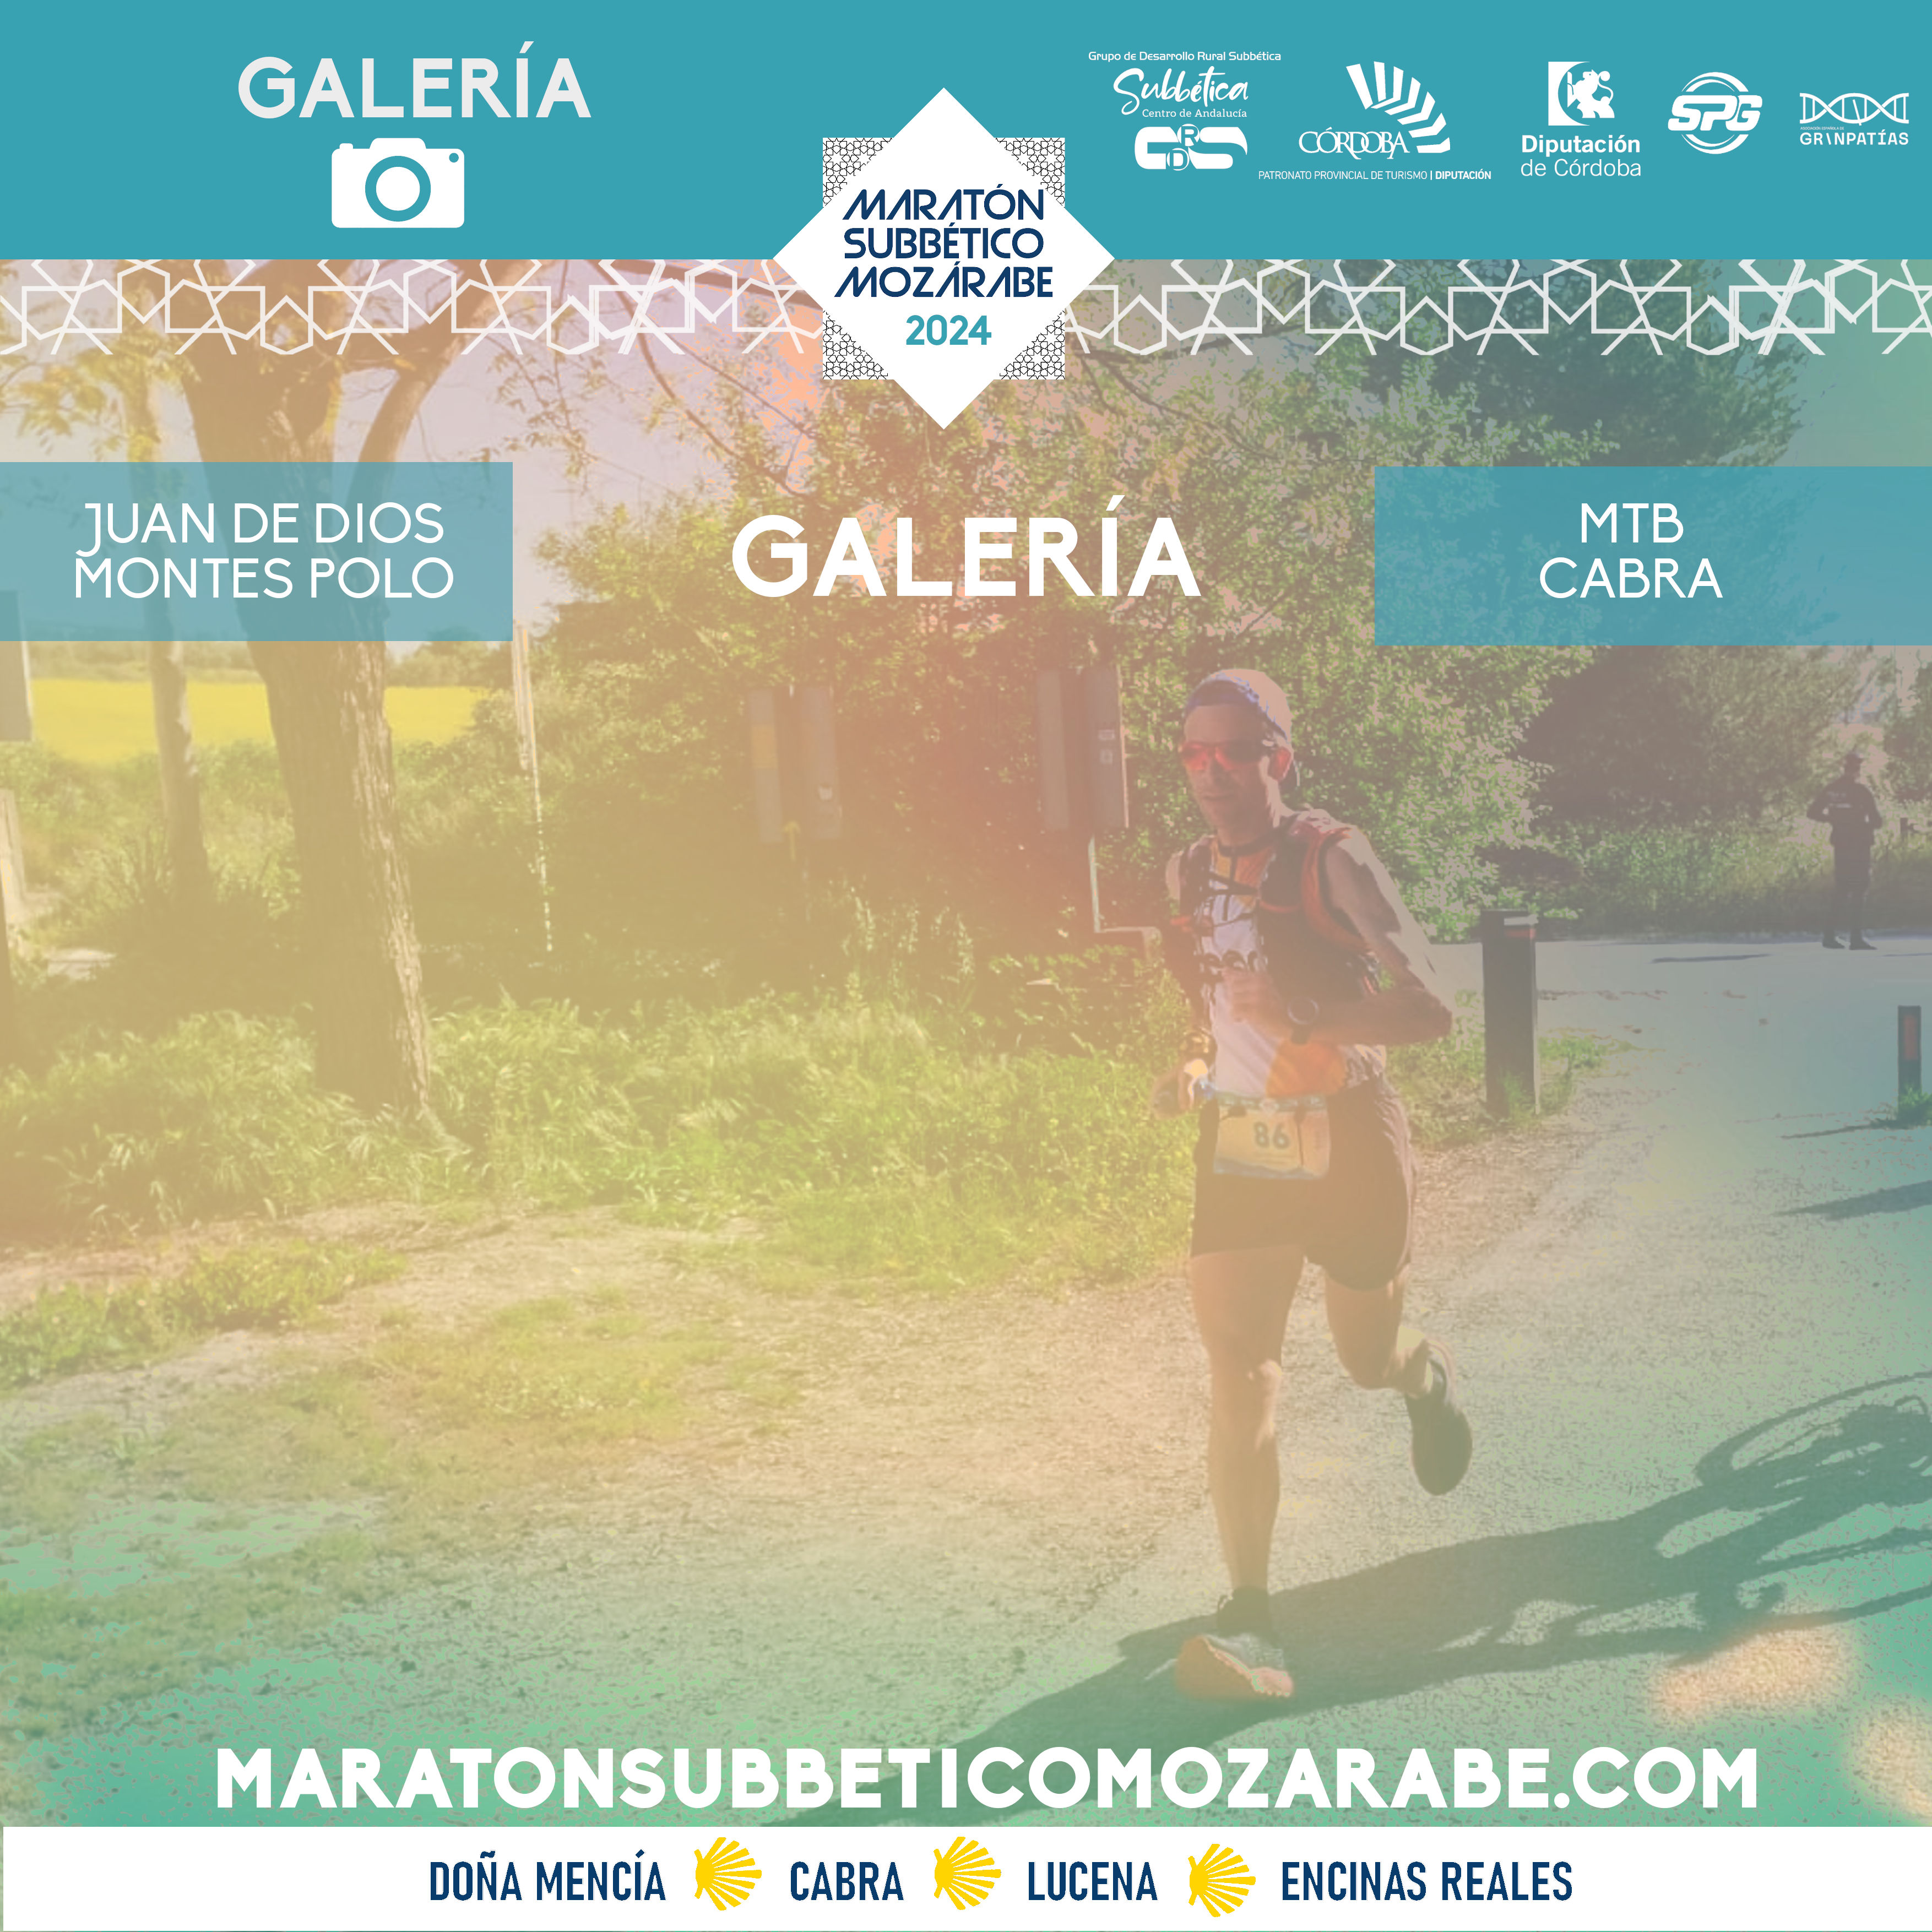 GALERÍA
Grupo de Desarrollo Rural Subbética
Subbética
Centro de Andalucía
CÓRDOBA
PATRONATO PROVINCIAL DE TURISMO | DIPUTACIÓN
Diputación
de Córdoba
SPG
GRINPATÍAS
MARATÓN
SUBBÉTICO
MOZÁRABE
2024
JUAN DE DIOS
MONTES POLO
GALERÍA
MTB
CABRA
86
MARATONSUBBETICOMOZARABE.COM
DOÑA MENCÍA CABRA LUCENA ENCINAS REALES